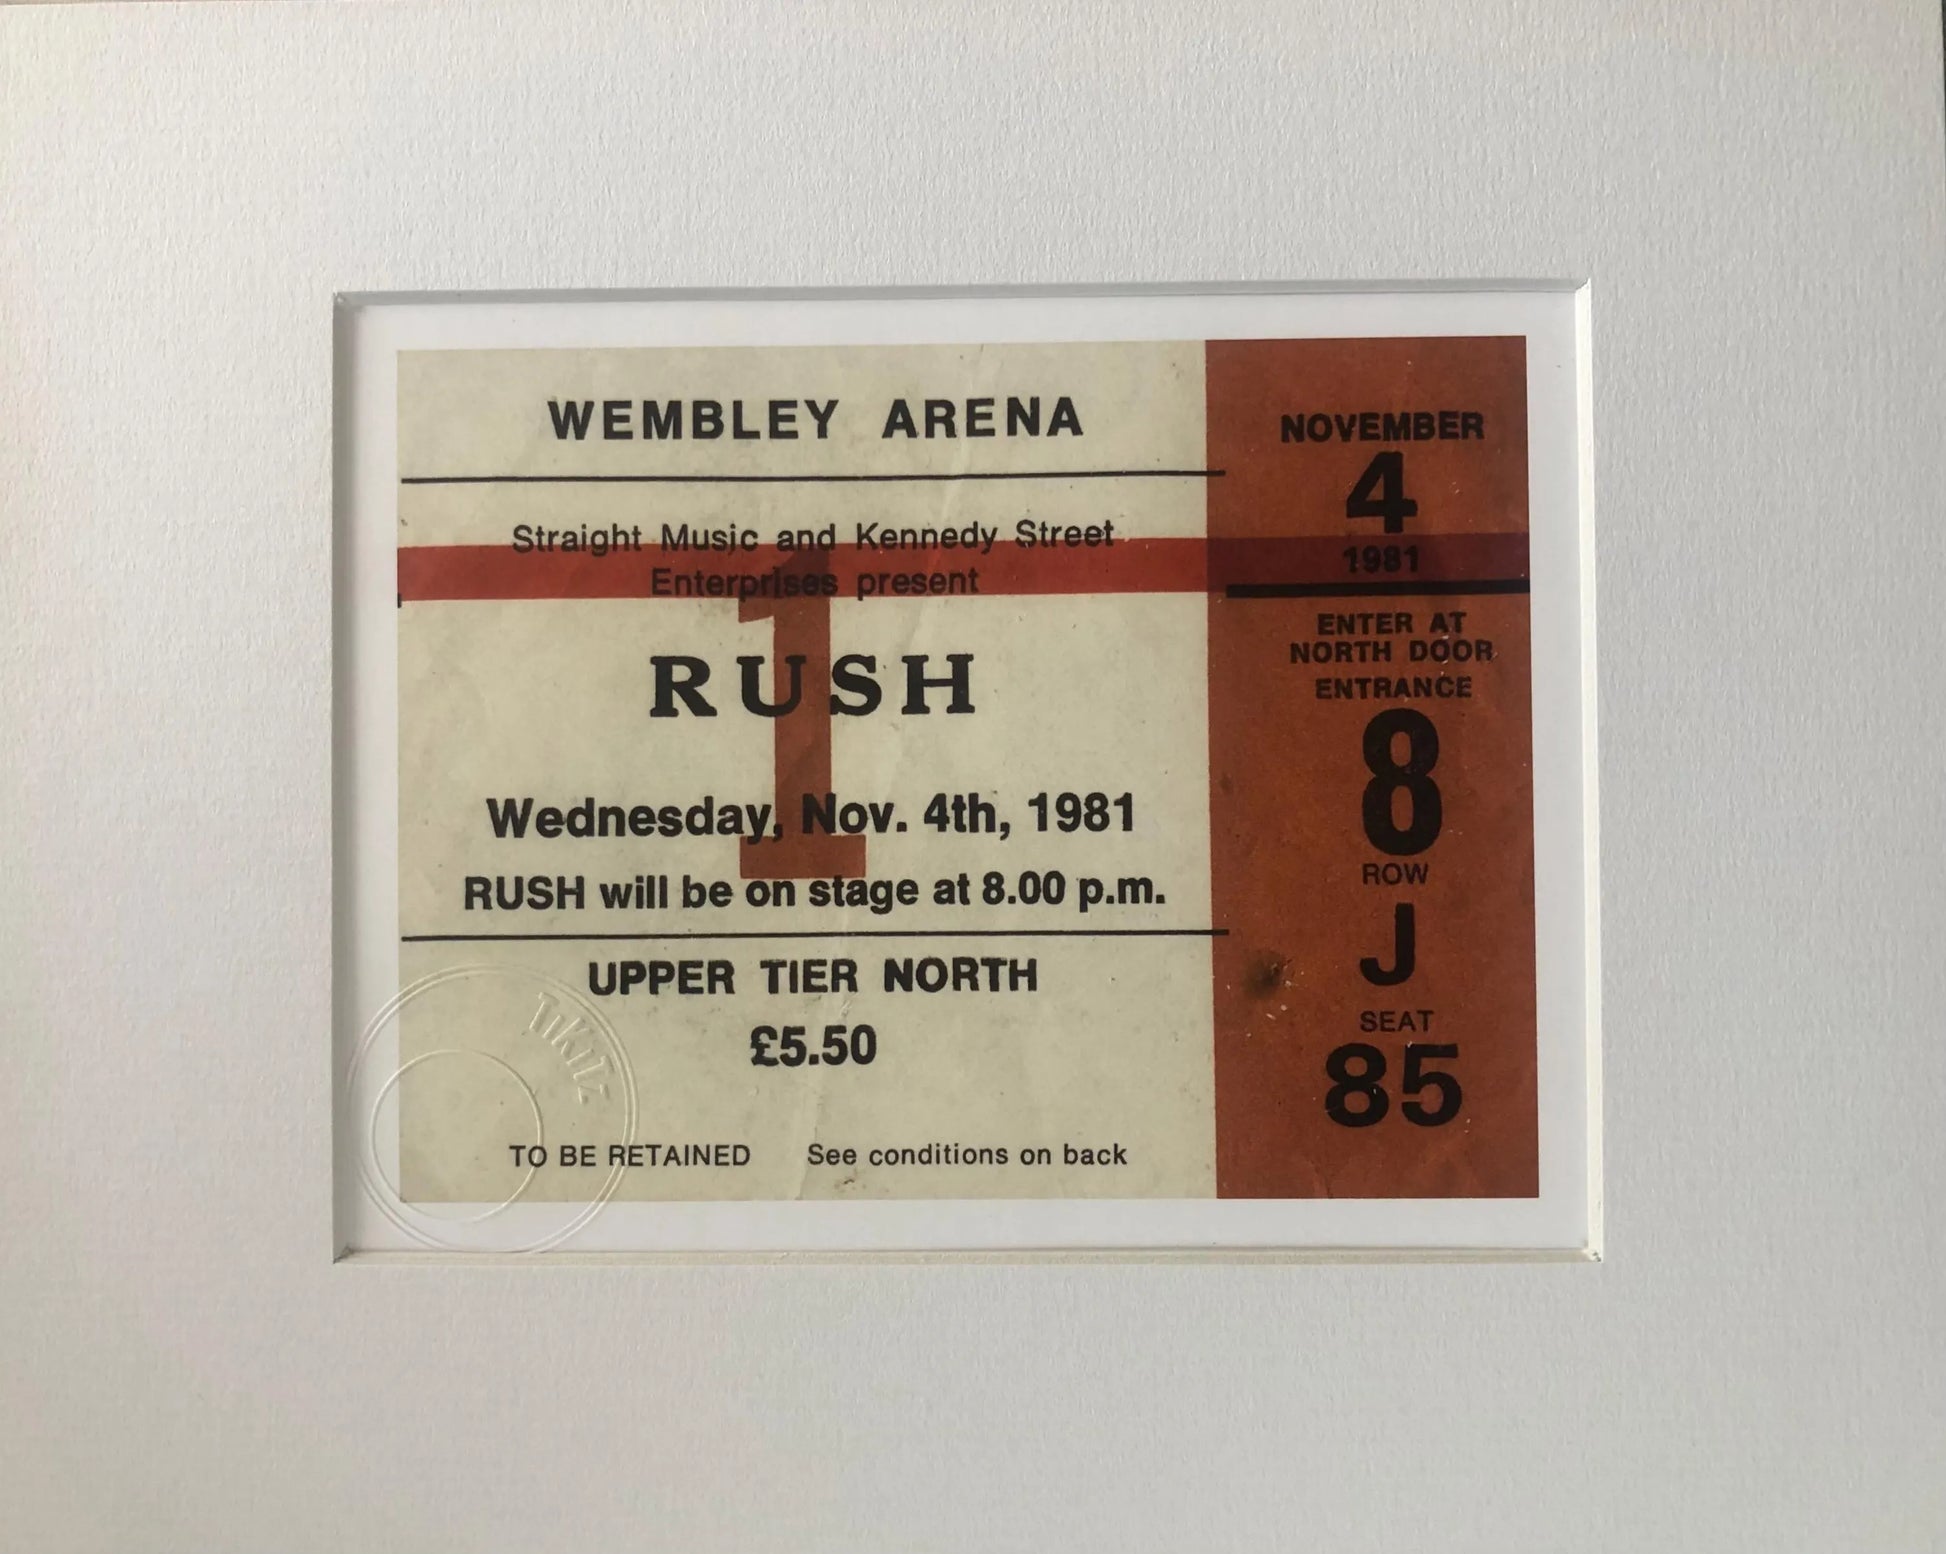 WEMBLEY ARENA
Straight Music and Kennedy Street
Enterprises present
1
RUSH
Wednesday, Nov. 4th, 1981
RUSH will be on stage at 8.00 p.m.
UPPER TIER NORTH
£5.50
TO BE RETAINED See conditions on back
NOVEMBER
4
1981
ENTER AT
NORTH DOOR
ENTRANCE
8
ROW
J
SEAT
85
TIKITZ